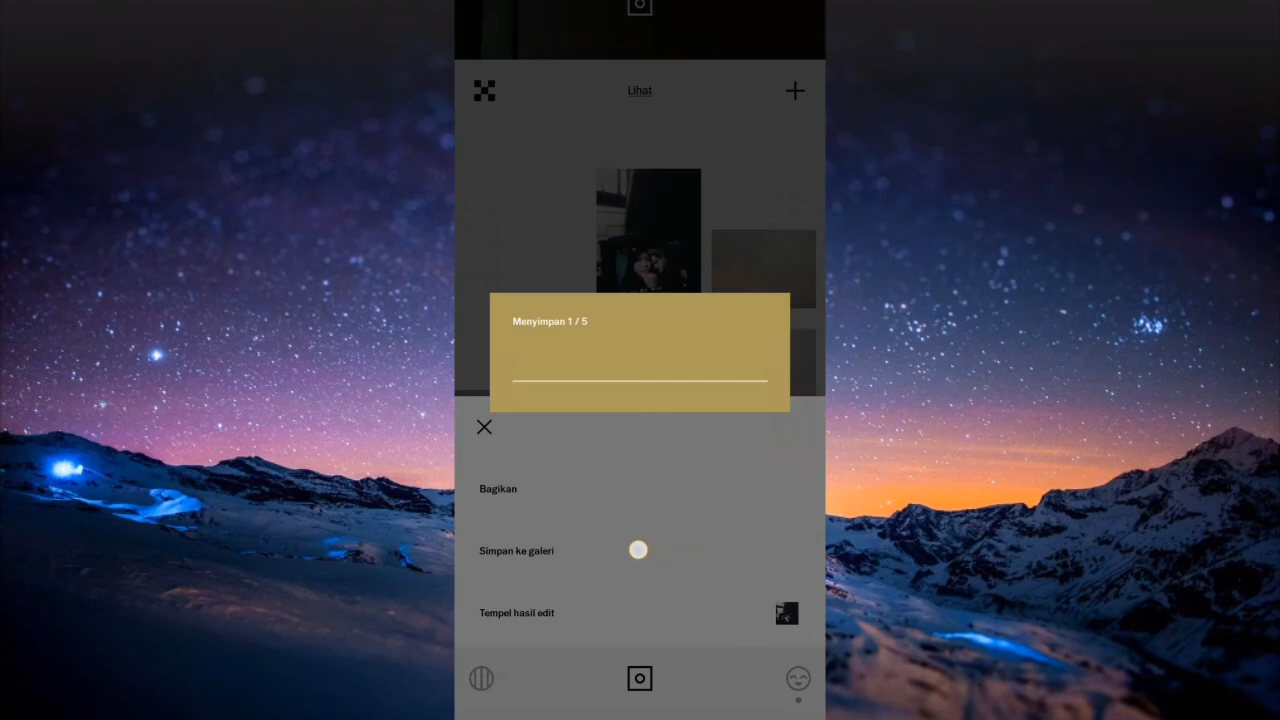 Lihat
Menyimpan 1 / 5
Bagikan
Simpan ke galeri
Tempel hasil edit